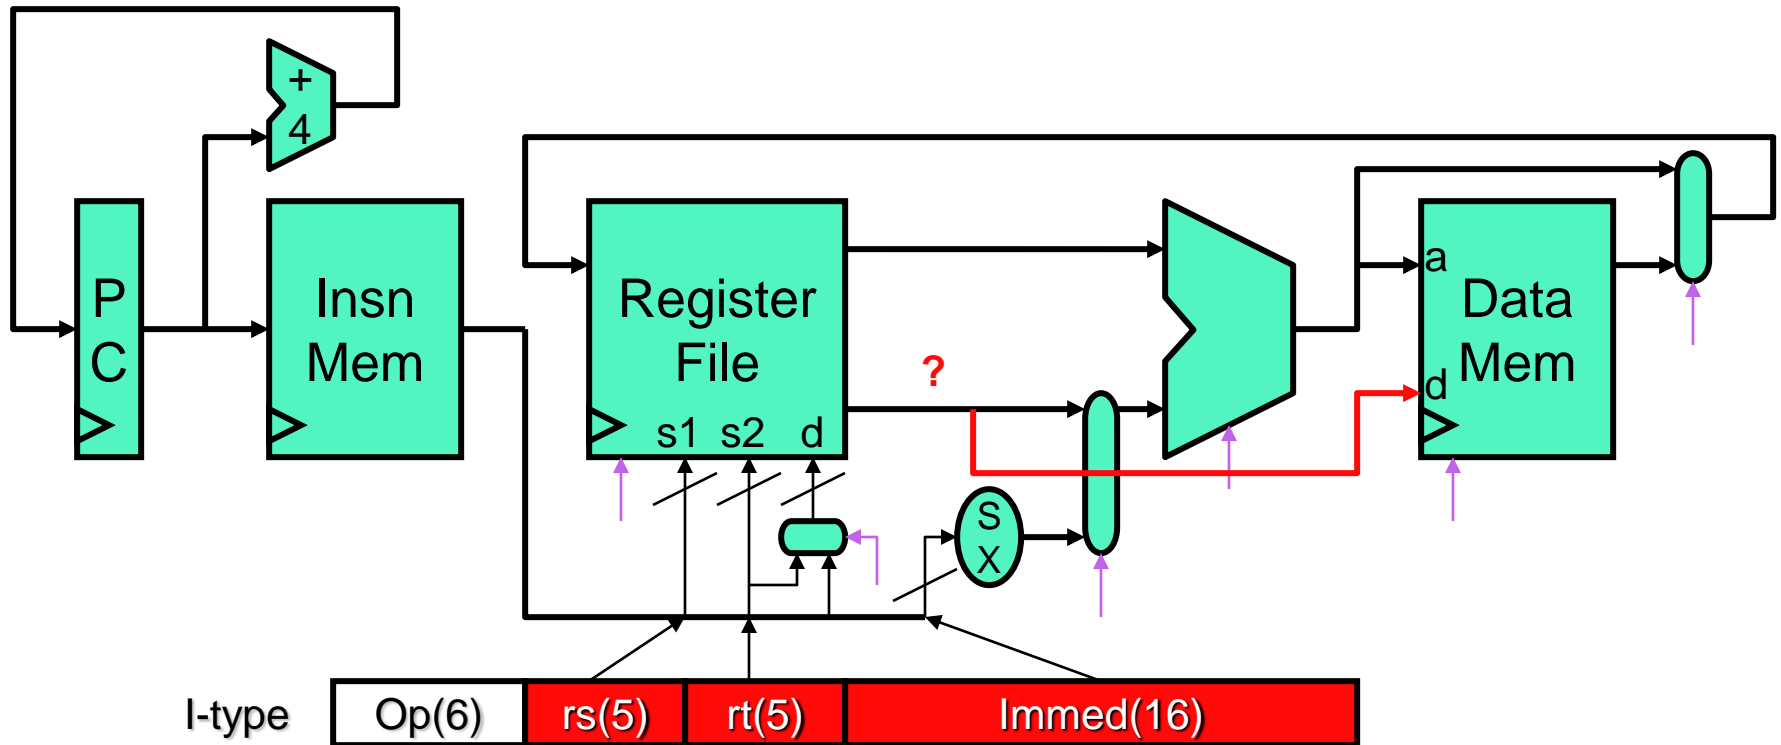 +
4
P
C
Insn
Mem
Register
File
s1 s2 d
?
S
X
a
d
Data
Mem
I-type
Op(6)
rs(5)
rt(5)
Immed(16)